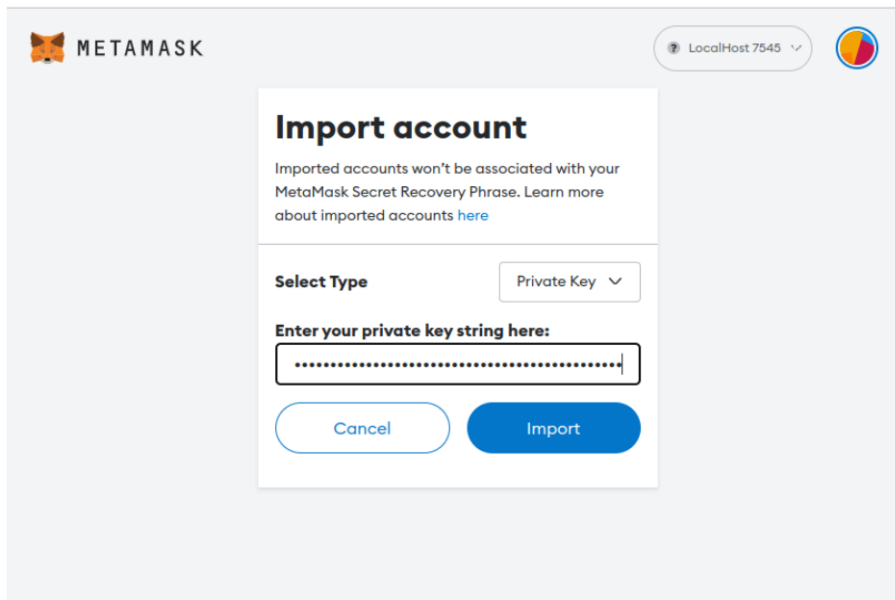 METAMASK
? LocalHost 7545
Import account
Imported accounts won't be associated with your
MetaMask Secret Recovery Phrase. Learn more
about imported accounts here
Select Type
Private Key
Enter your private key string here:
Cancel
Import